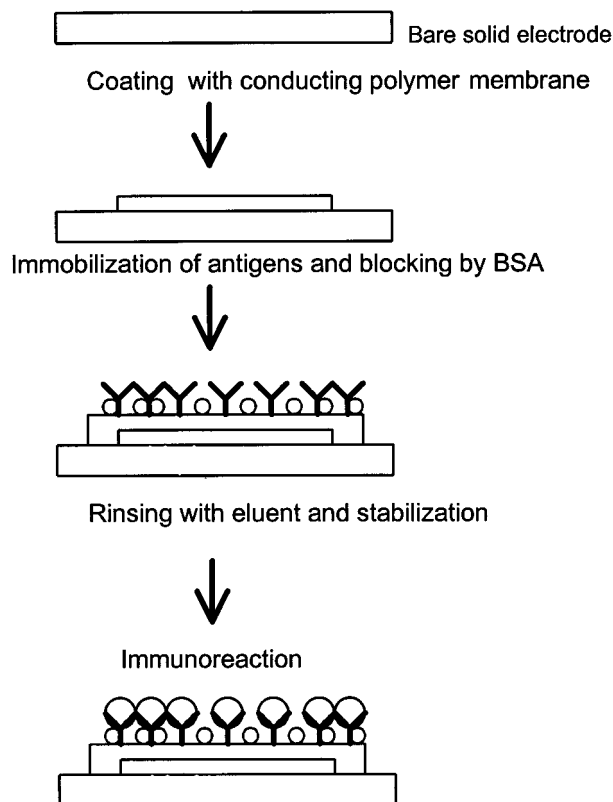 Bare solid electrode
Coating with conducting polymer membrane
Immobilization of antigens and blocking by BSA
Rinsing with eluent and stabilization
Immunoreaction